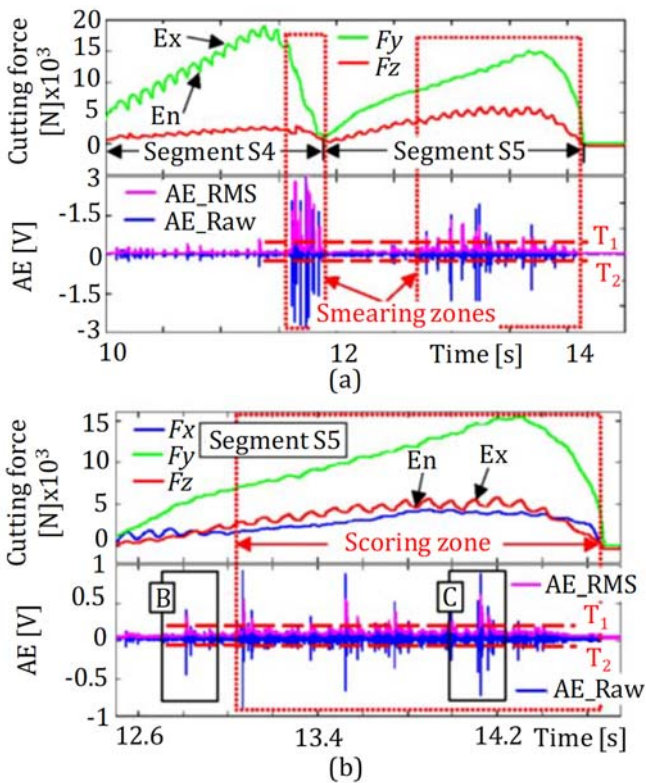 20
15
10
5
0
Cutting force
[N]x10³
Ex
En
Fy
Fz
Segment S4
Segment S5
3
-1.5
0
-1.5
-3
AE [V]
AE_RMS
AE_Raw
T₁
T₂
Smearing zones
10
12
Time [s]
14
(a)
15
10
5
0
Cutting force
[N]x10³
Fx
Fy
Fz
Segment S5
En
Ex
Scoring zone
1
0.5
0
-0.5
-1
AE [V]
B
C
AE_RMS
T₁
T₂
AE_Raw
12.6
13.4
14.2
Time [s]
(b)